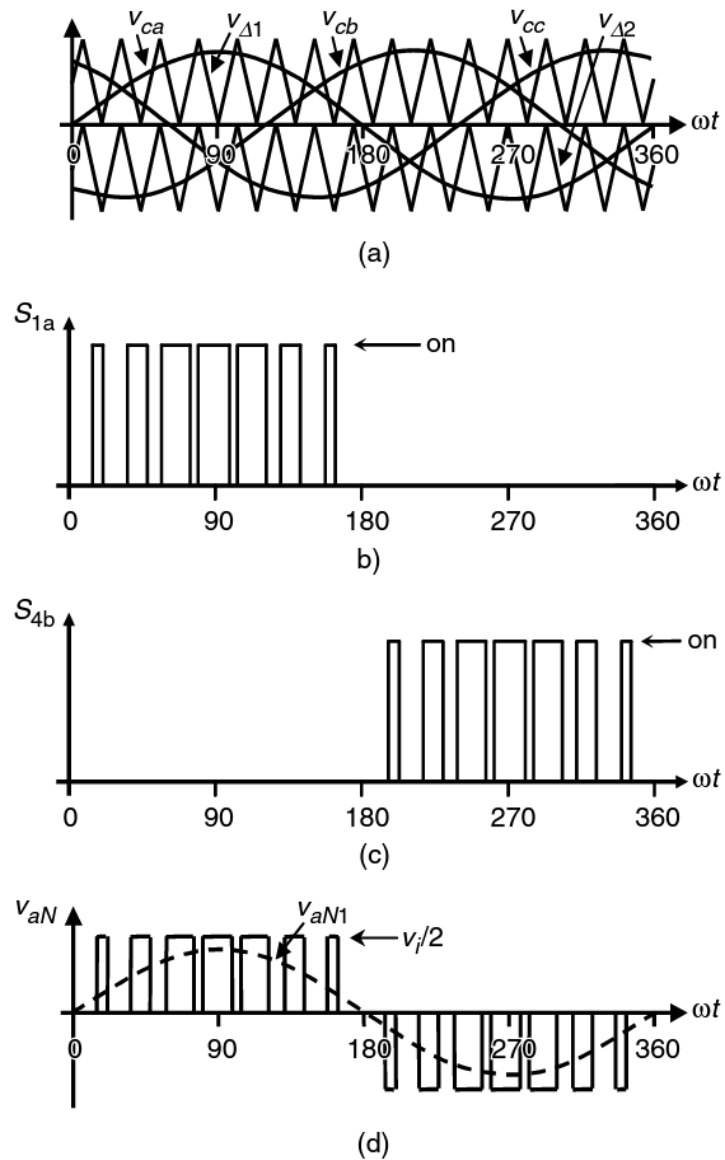 v_ca v_Δ1 v_cb v_cc v_Δ2
ωt
0 90 180 270 360
(a)
S_1a
on
ωt
0 90 180 270 360
b)
S_4b
on
ωt
0 90 180 270 360
(c)
v_aN v_aN1
v_i/2
ωt
0 90 180 270 360
(d)